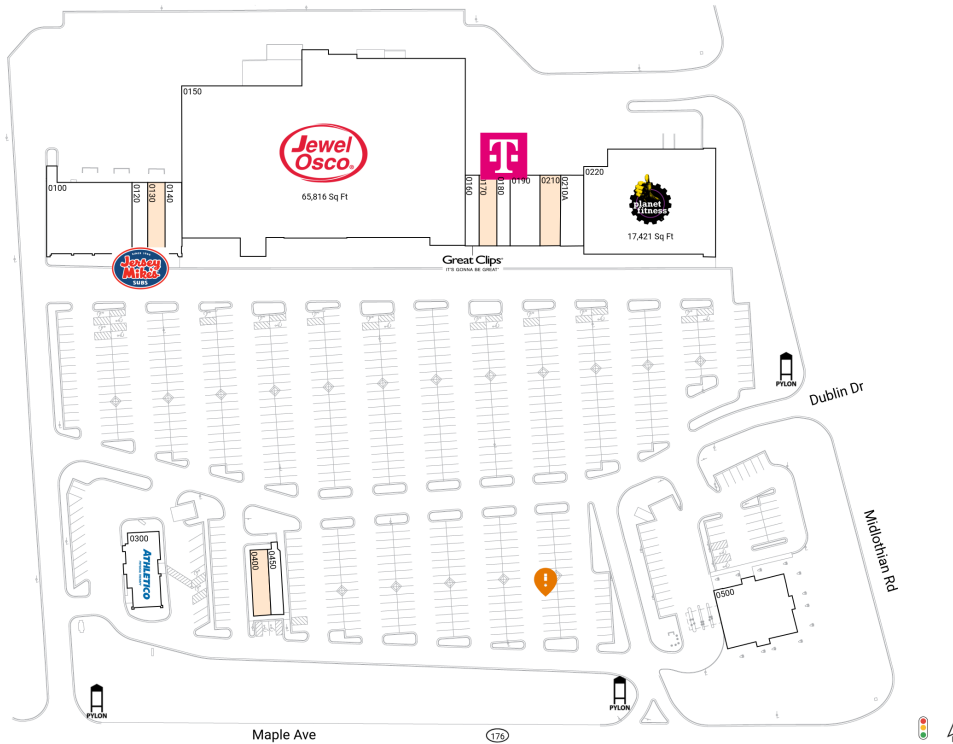 0150
Jewel
Osco
65,816 Sq Ft
T
0100
0120
0130
0140
0160
0170
0180
0190
0210
0210A
0220
planet
fitness
17,421 Sq Ft
SINCE 1956
Jersey
Mike's
SUBS
Great Clips
IT'S GONNA BE GREAT
PYLON
Dublin Dr
Midlothian Rd
0300
ATHLETICO
0400
0450
0500
PYLON
PYLON
Maple Ave
176